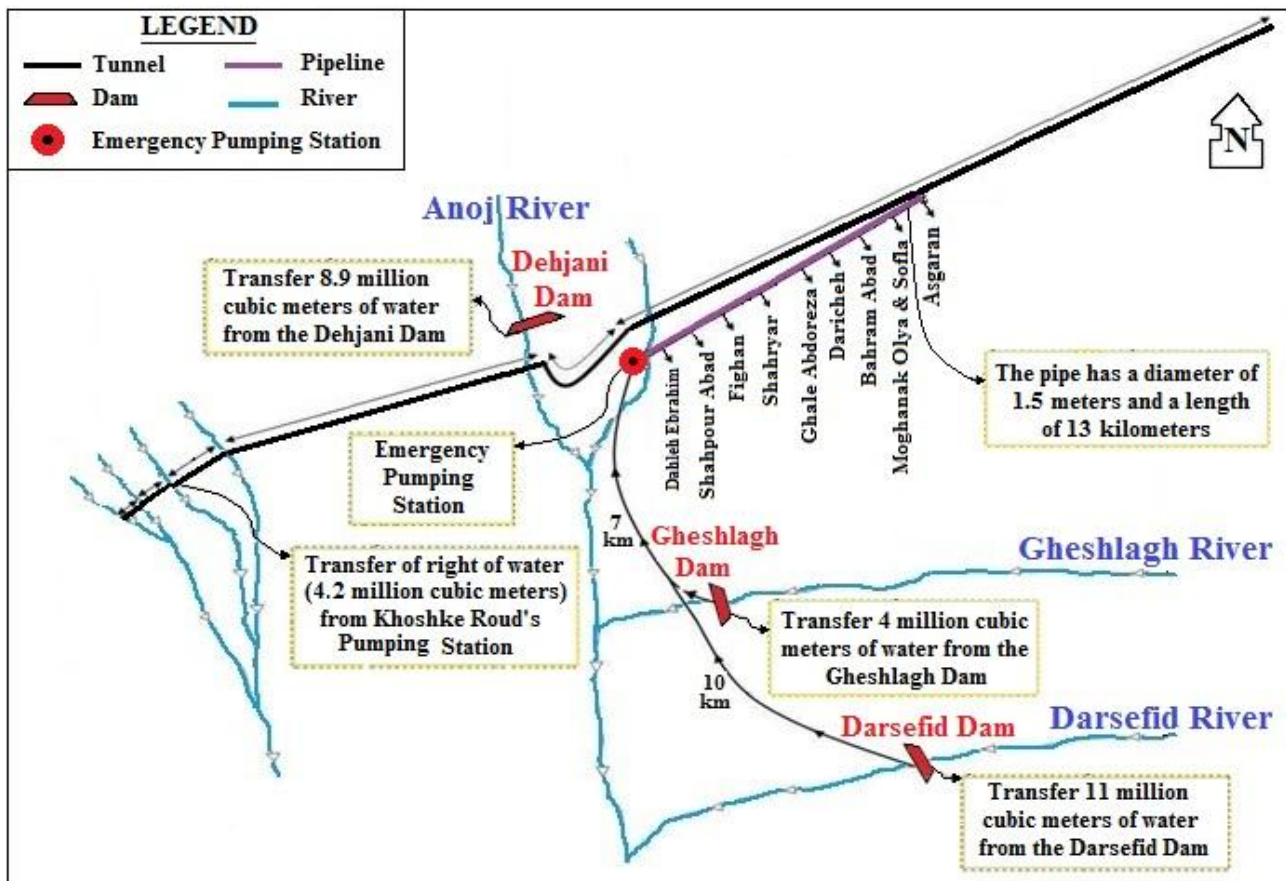 LEGEND
Tunnel
Pipeline
Dam
River
Emergency Pumping Station
N
Anoj River
Dehjani
Dam
Transfer 8.9 million
cubic meters of water
from the Dehjani Dam
Asgaran
Moghanak Olya & Sofla
Bahram Abad
Daricheh
Ghale Abdoreza
Shahryar
Fighan
Shahpour Abad
Dahleh Ebrahim
The pipe has a diameter of
1.5 meters and a length
of 13 kilometers
Emergency
Pumping
Station
7
km
Gheshlagh
Dam
Gheshlagh River
Transfer of right of water
(4.2 million cubic meters)
from Khoshke Roud's
Pumping Station
Transfer 4 million cubic
meters of water from the
Gheshlagh Dam
10
km
Darsefid Dam
Darsefid River
Transfer 11 million
cubic meters of water
from the Darsefid Dam